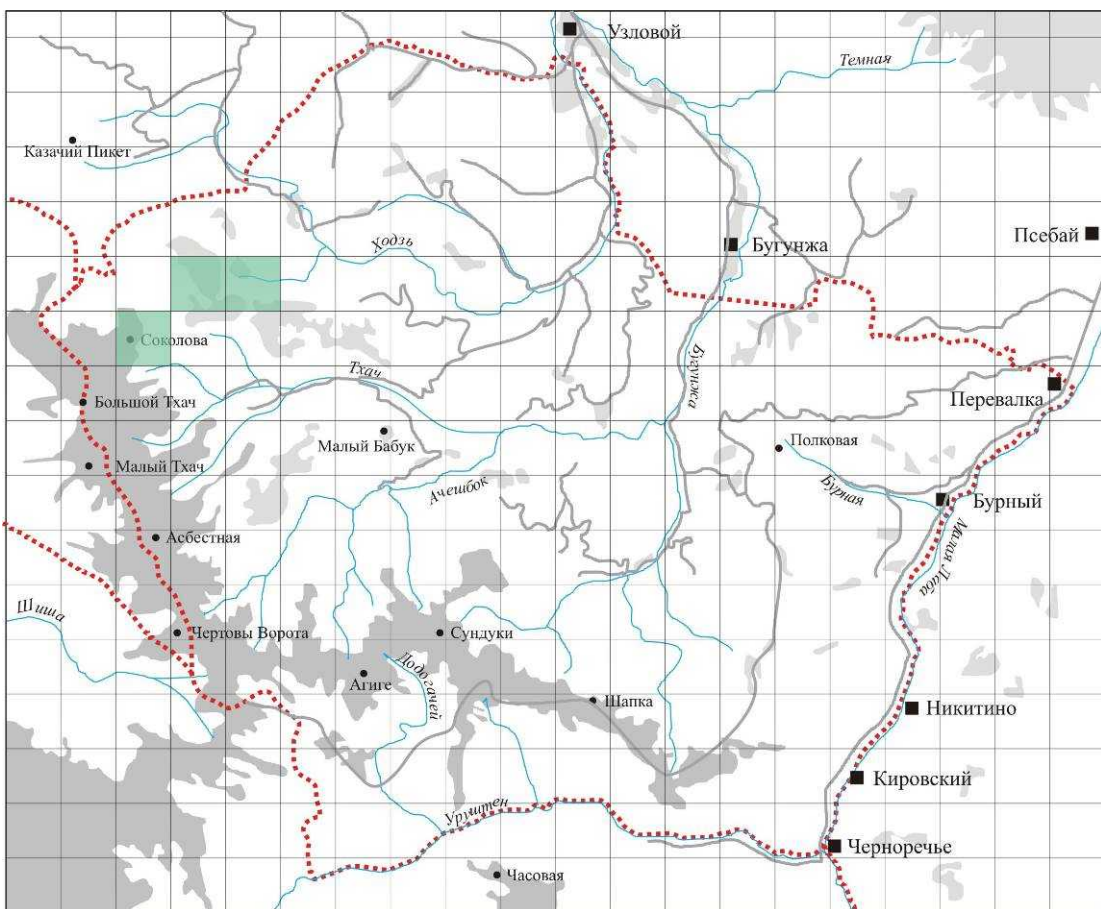 Узловой
Темная
Казачий Пикет
Ходзь
Бугунжа
Псебай
Соколова
Бугунжа
Тхач
Перевалка
Большой Тхач
Малый Бабук
Полковая
Малый Тхач
Ачешбок
Бурная
Бурный
Малая Лаба
Асбестная
Шиша
Чертовы Ворота
Сундуки
Додогачей
Агиге
Шапка
Никитино
Кировский
Уруштен
Черноречье
Часовая